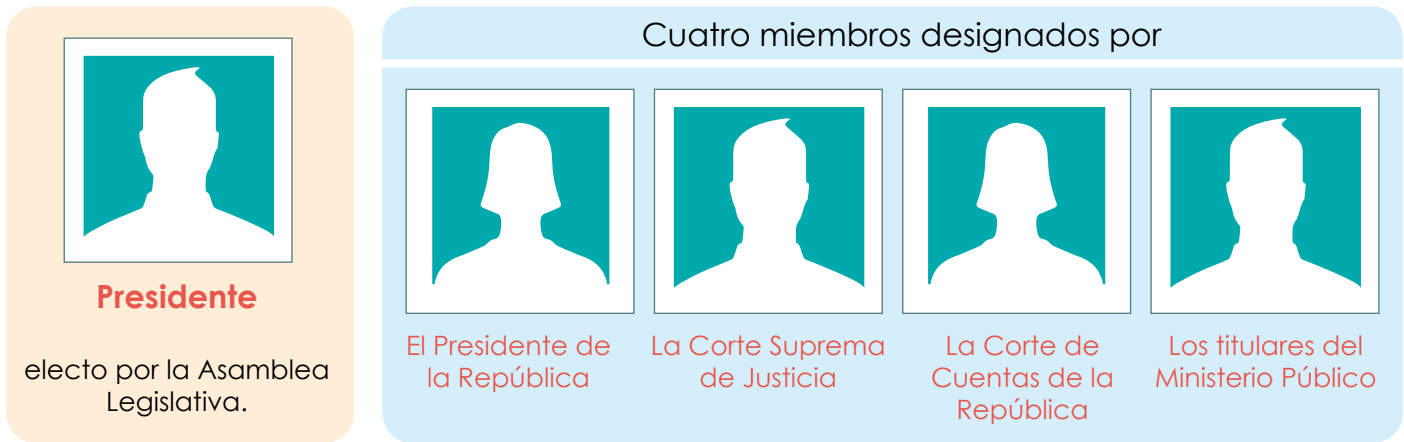 Presidente
electo por la Asamblea
Legislativa.
Cuatro miembros designados por
El Presidente de
la República
La Corte Suprema
de Justicia
La Corte de
Cuentas de la
República
Los titulares del
Ministerio Público